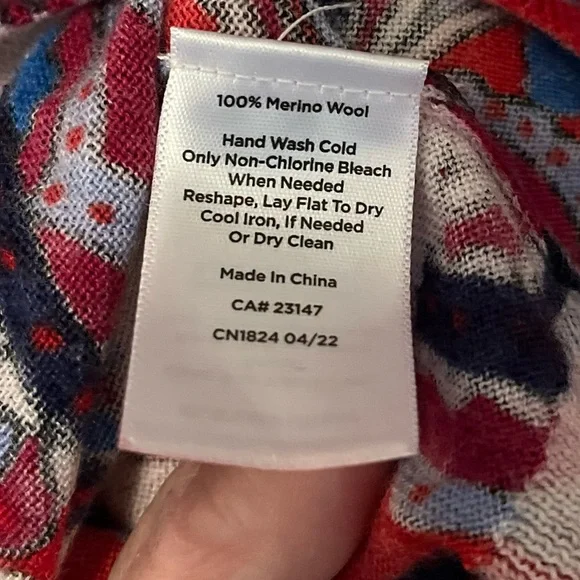 100% Merino Wool
Hand Wash Cold
Only Non-Chlorine Bleach
When Needed
Reshape, Lay Flat To Dry
Cool Iron, If Needed
Or Dry Clean
Made In China
CA# 23147
CN1824 04/22